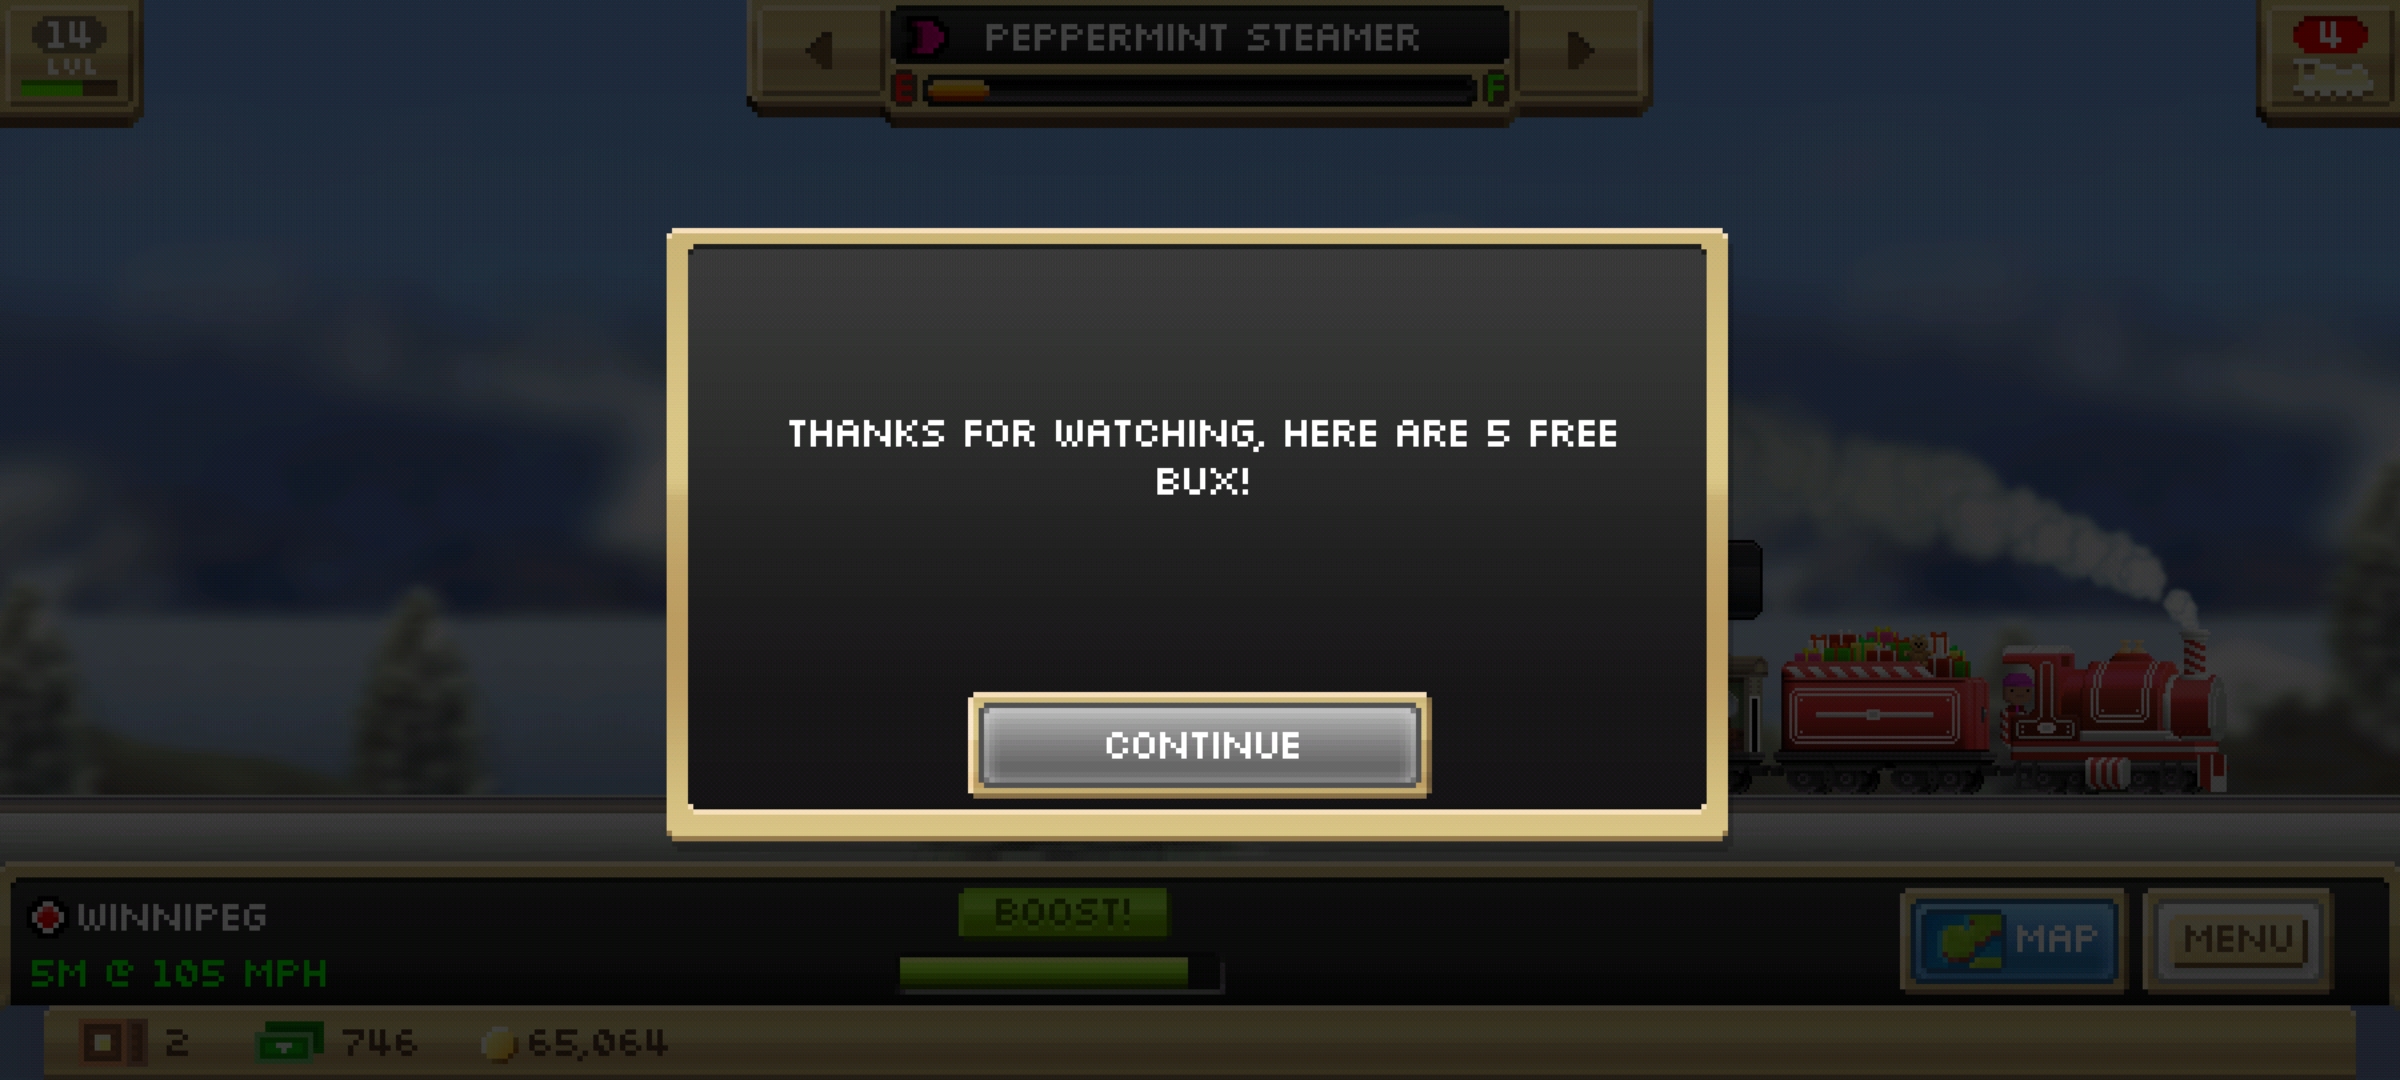 14
LVL
PEPPERMINT STEAMER
E F
4
THANKS FOR WATCHING, HERE ARE 5 FREE
BUX!
CONTINUE
WINNIPEG
5M @ 105 MPH
BOOST!
MAP
MENU
2 746 65,064